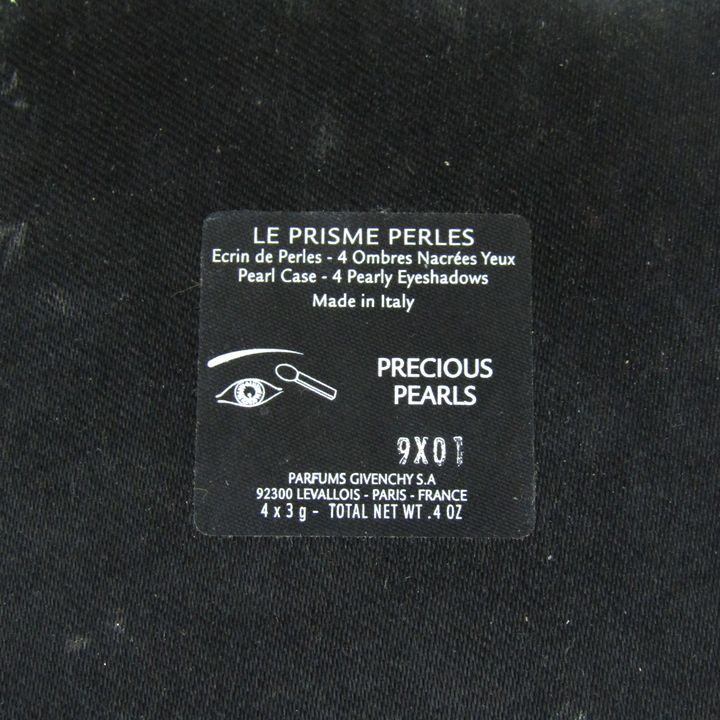 LE PRISME PERLES
Ecrin de Perles - 4 Ombres Nacrées Yeux
Pearl Case - 4 Pearly Eyeshadows
Made in Italy
PRECIOUS
PEARLS
9X01
PARFUMS GIVENCHY S.A
92300 LEVALLOIS - PARIS - FRANCE
4 x 3 g - TOTAL NET WT .4 OZ